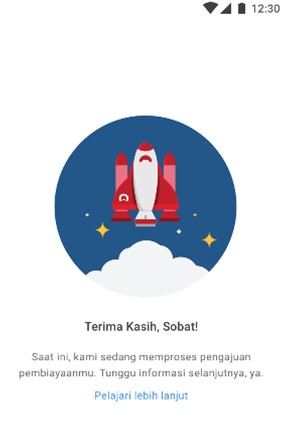 12:30
Terima Kasih, Sobat!
Saat ini, kami sedang memproses pengajuan
pembiayaanmu. Tunggu informasi selanjutnya, ya.
Pelajari lebih lanjut